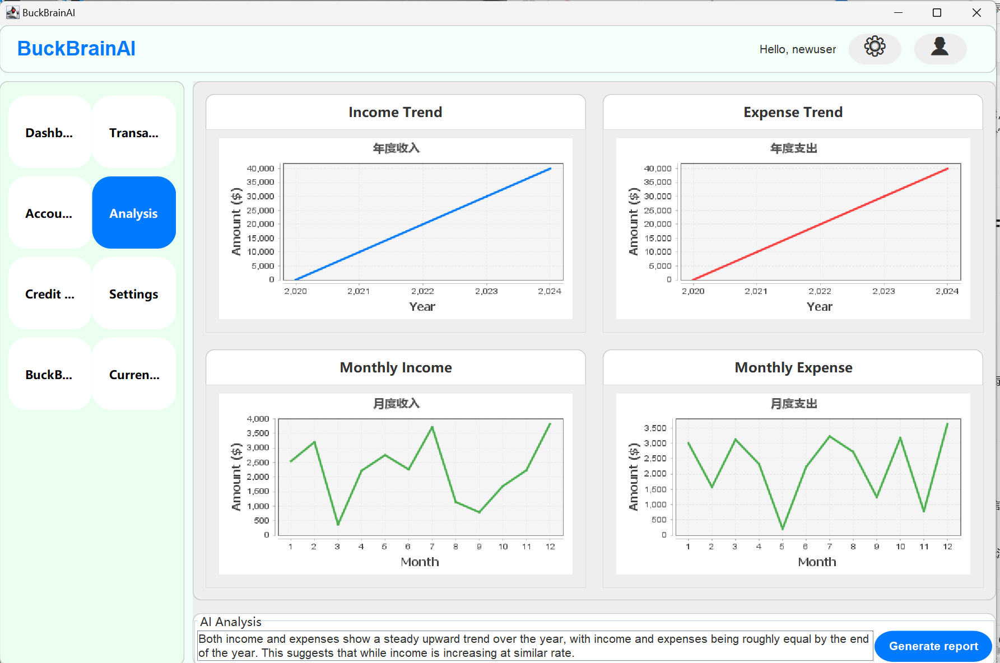 BuckBrainAI
BuckBrainAI
Hello, newuser
Dashb...
Transa...
Accou...
Analysis
Credit ...
Settings
BuckB...
Curren...
Income Trend
年度收入
Amount ($)
40,000
35,000
30,000
25,000
20,000
15,000
10,000
5,000
0
2,020 2,021 2,022 2,023 2,024
Year
Expense Trend
年度支出
Amount ($)
40,000
35,000
30,000
25,000
20,000
15,000
10,000
5,000
0
2,020 2,021 2,022 2,023 2,024
Year
Monthly Income
月度收入
Amount ($)
4,000
3,500
3,000
2,500
2,000
1,500
1,000
500
0
1 2 3 4 5 6 7 8 9 10 11 12
Month
Monthly Expense
月度支出
Amount ($)
3,500
3,000
2,500
2,000
1,500
1,000
500
0
1 2 3 4 5 6 7 8 9 10 11 12
Month
AI Analysis
Both income and expenses show a steady upward trend over the year, with income and expenses being roughly equal by the end
of the year. This suggests that while income is increasing at similar rate.
Generate report